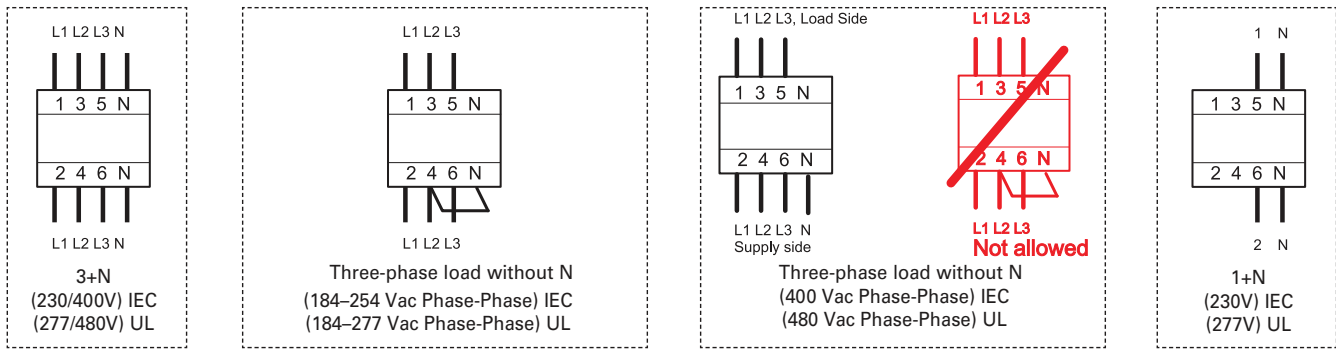 L1 L2 L3 N
1 3 5 N
2 4 6 N
L1 L2 L3 N
3+N
(230/400V) IEC
(277/480V) UL
L1 L2 L3
1 3 5 N
2 4 6 N
L1 L2 L3
Three-phase load without N
(184–254 Vac Phase-Phase) IEC
(184–277 Vac Phase-Phase) UL
L1 L2 L3, Load Side
1 3 5 N
2 4 6 N
L1 L2 L3 N
Supply side
L1 L2 L3
1 3 5 N
2 4 6 N
L1 L2 L3
Not allowed
Three-phase load without N
(400 Vac Phase-Phase) IEC
(480 Vac Phase-Phase) UL
1 N
1 3 5 N
2 4 6 N
2 N
1+N
(230V) IEC
(277V) UL